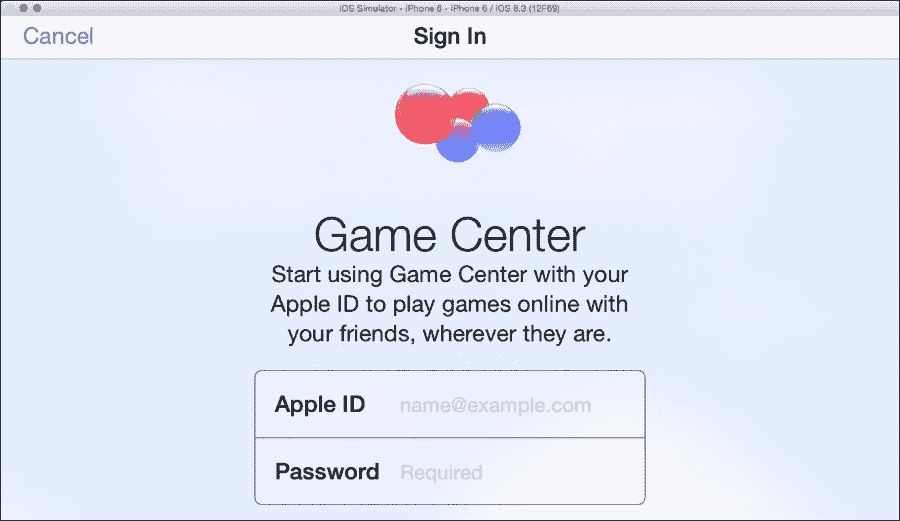 iOS Simulator - iPhone 6 - iPhone 6 / iOS 8.3 (12F69)
Cancel
Sign In
Game Center
Start using Game Center with your
Apple ID to play games online with
your friends, wherever they are.
Apple ID name@example.com
Password Required